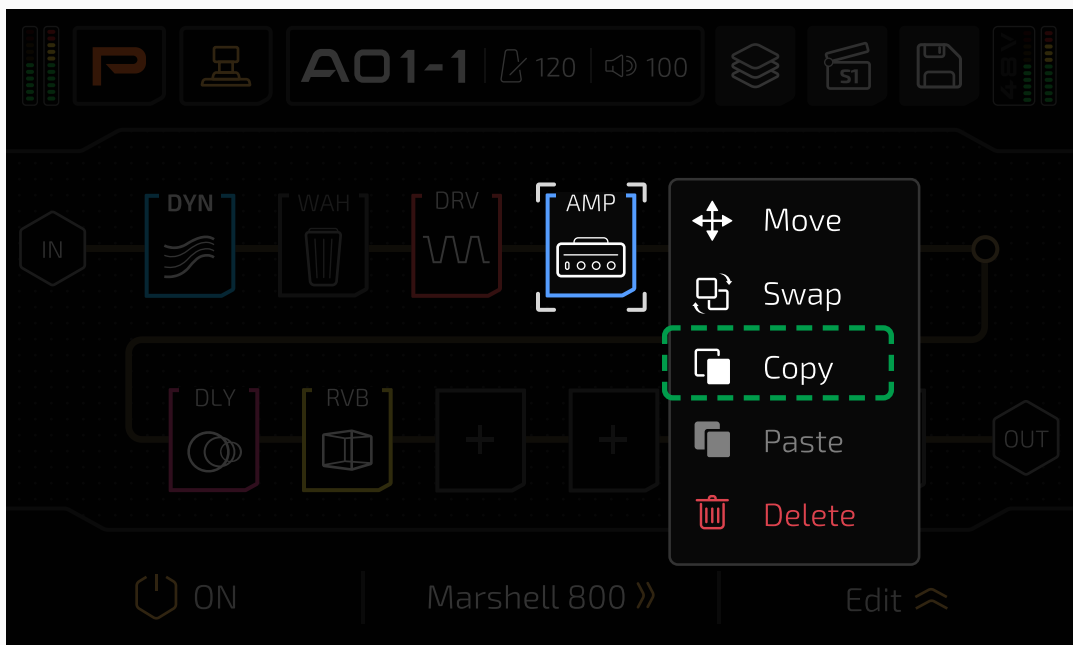 A01-1 120 100 S1 48V
DYN WAH DRV AMP Move
IN
Swap
Copy
DLY RVB
Paste
OUT
Delete
ON Marshell 800 Edit